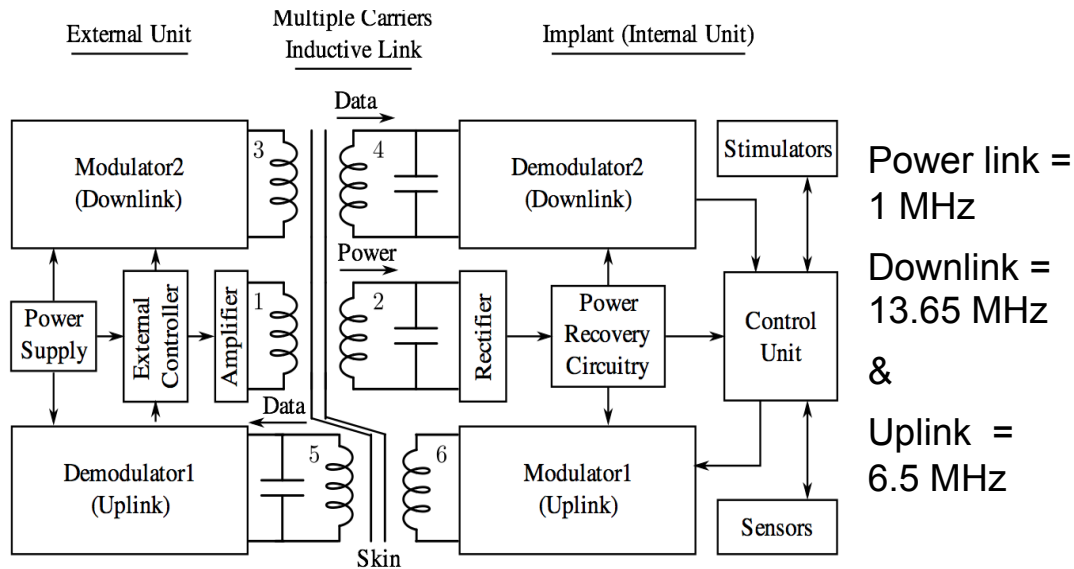 External Unit
Multiple Carriers
Inductive Link
Implant (Internal Unit)
Data
Modulator2
(Downlink)
3
4
Demodulator2
(Downlink)
Stimulators
Power
Power
Supply
External
Controller
Amplifier
1
2
Rectifier
Power
Recovery
Circuitry
Control
Unit
Data
Demodulator1
(Uplink)
5
6
Modulator1
(Uplink)
Sensors
Skin
Power link =
1 MHz
Downlink =
13.65 MHz
&
Uplink =
6.5 MHz